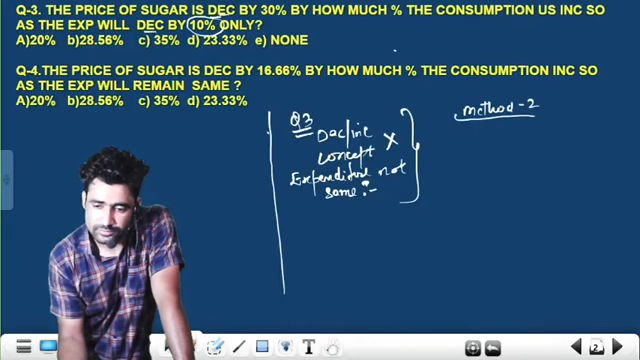 Q-3. THE PRICE OF SUGAR IS DEC BY 30% BY HOW MUCH % THE CONSUMPTION US INC SO
AS THE EXP WILL DEC BY 10% ONLY?
A)20% b)28.56% c) 35% d) 23.33% e) NONE
Q-4.THE PRICE OF SUGAR IS DEC BY 16.66% BY HOW MUCH % THE CONSUMPTION INC SO
AS THE EXP WILL REMAIN SAME ?
A)20% b)28.56% c) 35% d) 23.33%
Q3
Decline
concept
Expenditure not
same :-
Method-2
T
2